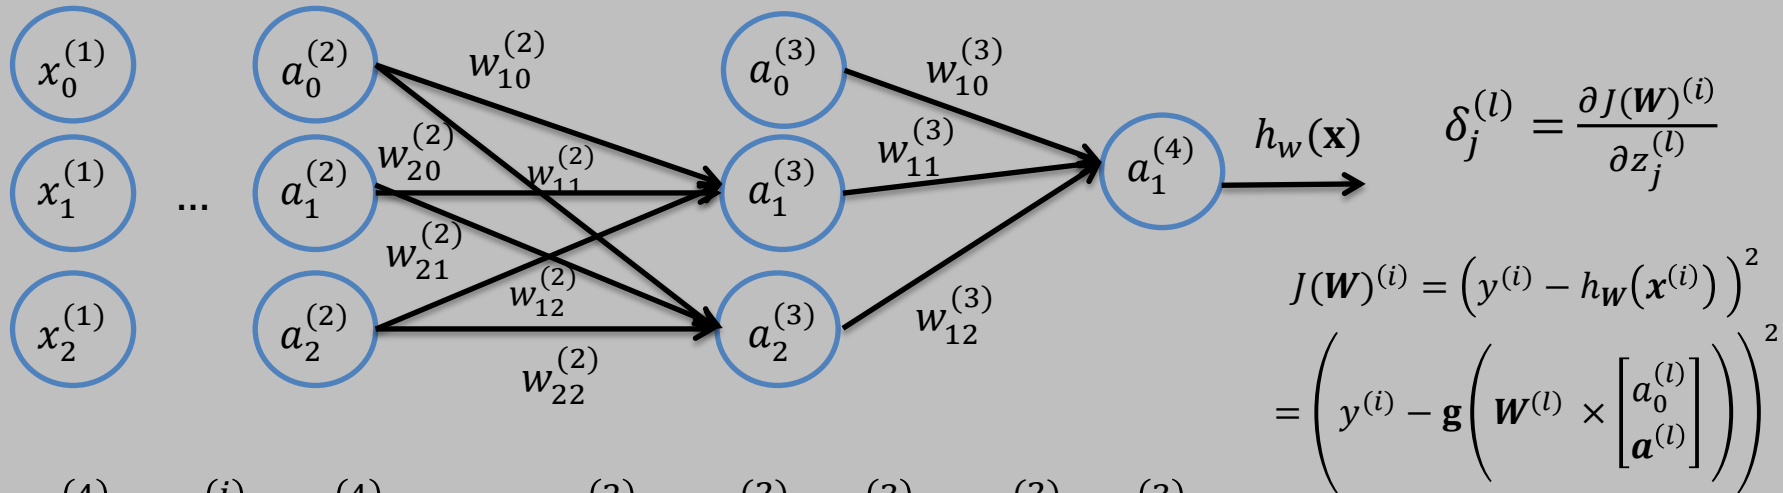 x_0^{(1)} a_0^{(2)} w_{10}^{(2)} a_0^{(3)} w_{10}^{(3)}
δ_j^{(l)} = ∂J(W)^{(i)} / ∂z_j^{(l)}
w_{20}^{(2)} w_{11}^{(2)} w_{11}^{(3)} h_w(x)
x_1^{(1)} ... a_1^{(2)} a_1^{(3)} a_1^{(4)}
w_{21}^{(2)} w_{12}^{(2)} w_{12}^{(3)}
J(W)^{(i)} = (y^{(i)} − h_W(x^{(i)}))^2
x_2^{(1)} a_2^{(2)} a_2^{(3)}
w_{22}^{(2)}
= (y^{(i)} − g(W^{(l)} × [a_0^{(l)} a^{(l)}]))^2